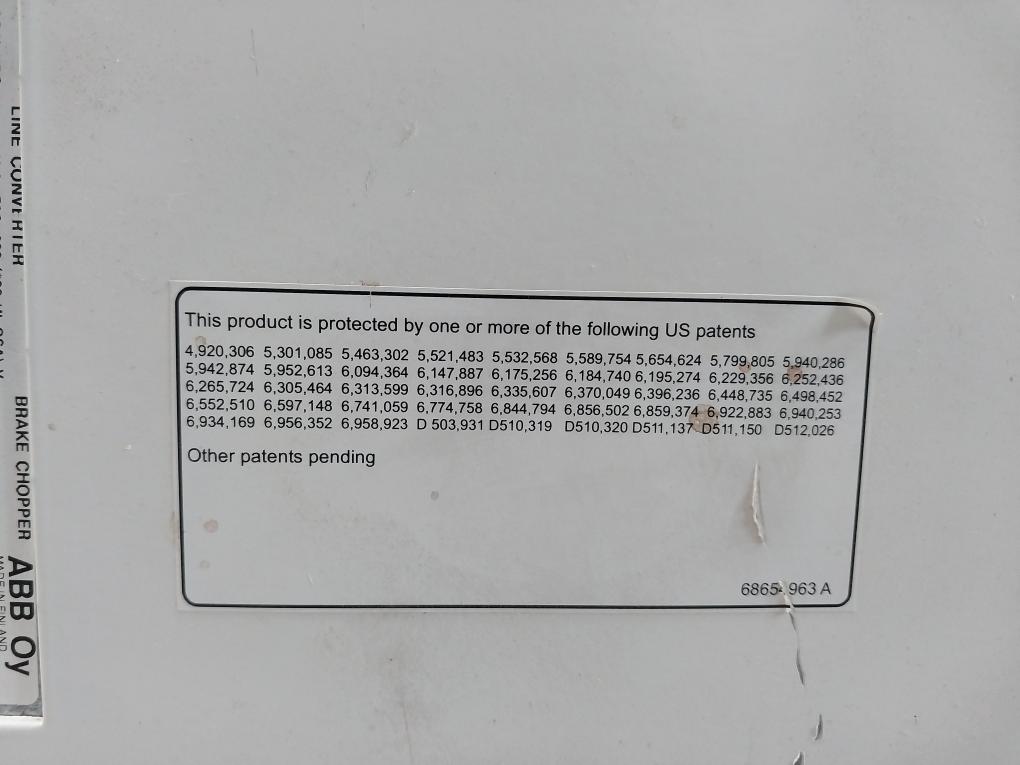 This product is protected by one or more of the following US patents
4,920,306 5,301,085 5,463,302 5,521,483 5,532,568 5,589,754 5,654,624 5,799,805 5,940,286
5,942,874 5,952,613 6,094,364 6,147,887 6,175,256 6,184,740 6,195,274 6,229,356 6,252,436
6,265,724 6,305,464 6,313,599 6,316,896 6,335,607 6,370,049 6,396,236 6,448,735 6,498,452
6,552,510 6,597,148 6,741,059 6,774,758 6,844,794 6,856,502 6,859,374 6,922,883 6,940,253
6,934,169 6,956,352 6,958,923 D 503,931 D510,319 D510,320 D511,137 D511,150 D512,026
Other patents pending
963 A
LINE CONVERTER
BRAKE CHOPPER
ABB Oy
MADE IN FINLAND